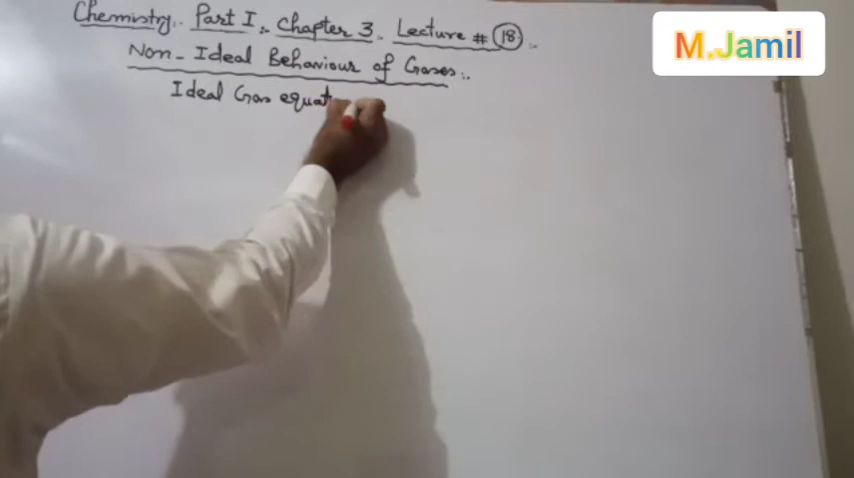 Chemistry. Part I. Chapter 3. Lecture # 18.
M.Jamil
Non-Ideal Behaviour of Gases.
Ideal Gas equat